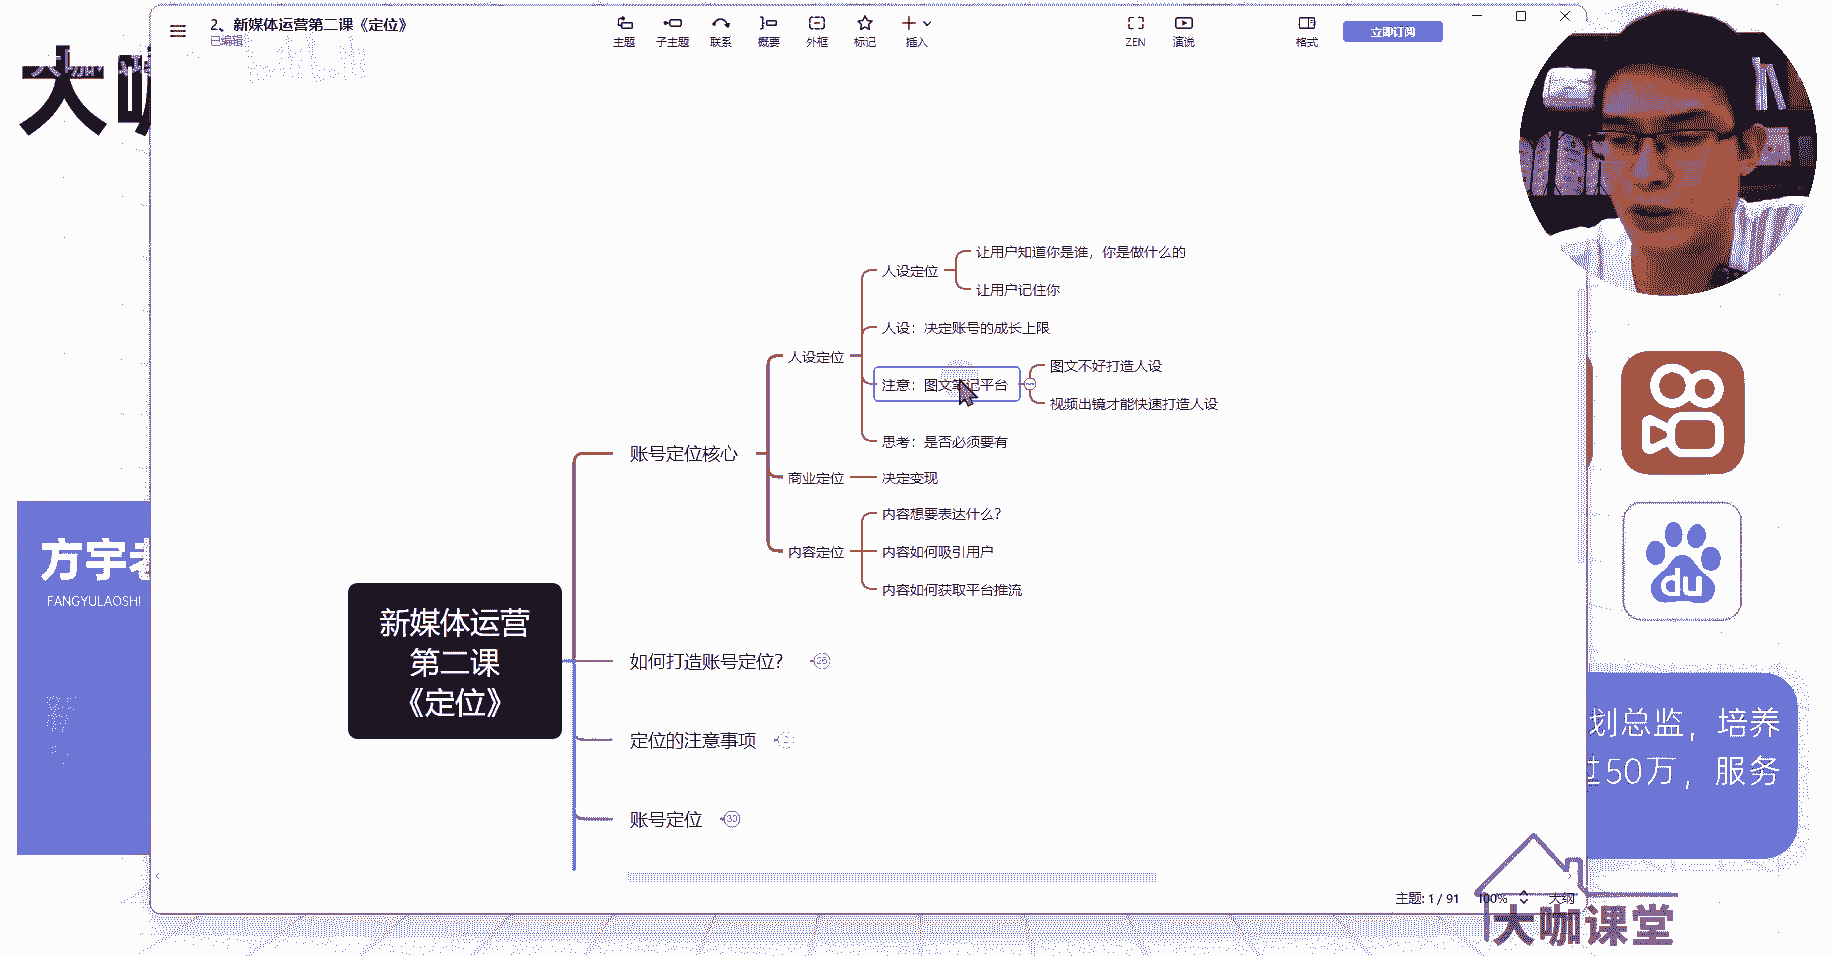 2、新媒体运营第二课《定位》
已编辑
主题
子主题
联系
概要
外框
标记
插入
ZEN
演说
格式
立即订阅
大
方宇
FANGYULAOSHI
新媒体运营
第二课
《定位》
账号定位核心
人设定位
人设定位
让用户知道你是谁，你是做什么的
让用户记住你
人设：决定账号的成长上限
注意：图文笔记平台
图文不好打造人设
视频出镜才能快速打造人设
思考：是否必须要有
商业定位
决定变现
内容定位
内容想要表达什么？
内容如何吸引用户
内容如何获取平台推流
如何打造账号定位？
定位的注意事项
账号定位
30
du
划总监，培养
过50万，服务
主题: 1 / 91
100%
大纲
大咖课堂